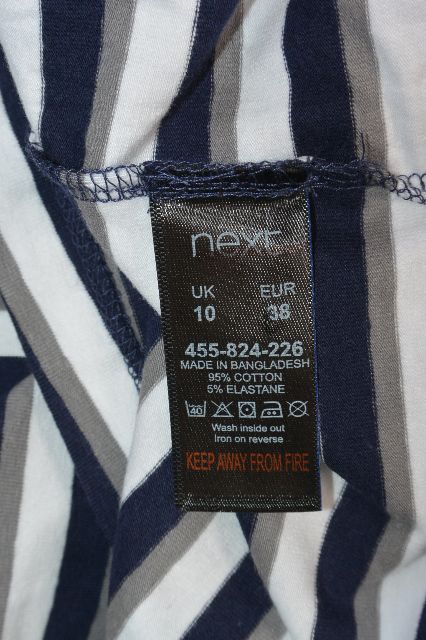 next
UK EUR
10 38
455-824-226
MADE IN BANGLADESH
95% COTTON
5% ELASTANE
40
Wash inside out
Iron on reverse
KEEP AWAY FROM FIRE